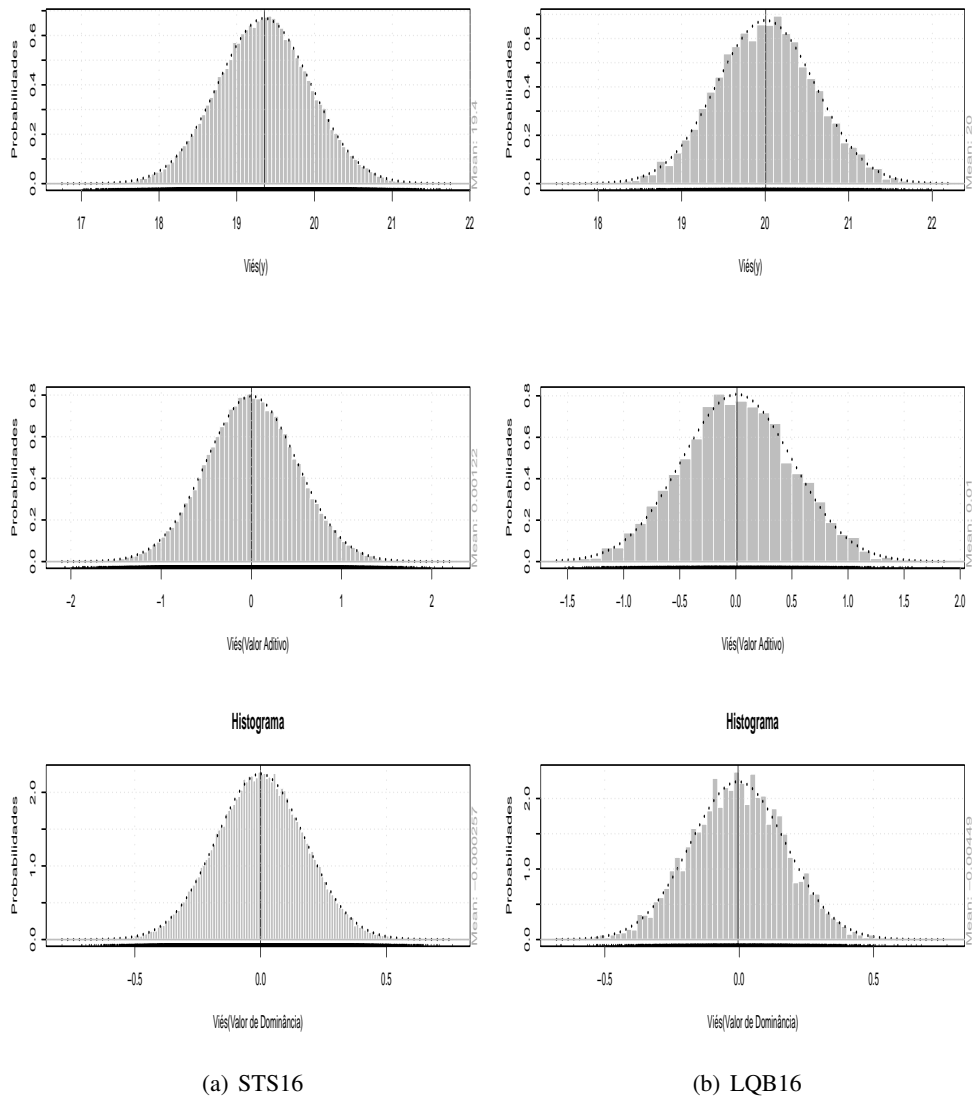 Probabilidades
0.0 0.2 0.4 0.6
17 18 19 20 21 22
Viés(y)
Mean: 19.4
Probabilidades
0.0 0.2 0.4 0.6
18 19 20 21 22
Viés(y)
Mean: 20
Probabilidades
0.0 0.2 0.4 0.6 0.8
−2 −1 0 1 2
Viés(Valor Aditivo)
Mean: 0.00122
Probabilidades
0.0 0.2 0.4 0.6 0.8
−1.5 −1.0 −0.5 0.0 0.5 1.0 1.5 2.0
Viés(Valor Aditivo)
Mean: 0.01
Histograma
Probabilidades
0.0 1.0 2.0
−0.5 0.0 0.5
Viés(Valor de Dominância)
Mean: −0.000257
Histograma
Probabilidades
0.0 1.0 2.0
−0.5 0.0 0.5
Viés(Valor de Dominância)
Mean: −0.00449
(a) STS16
(b) LQB16